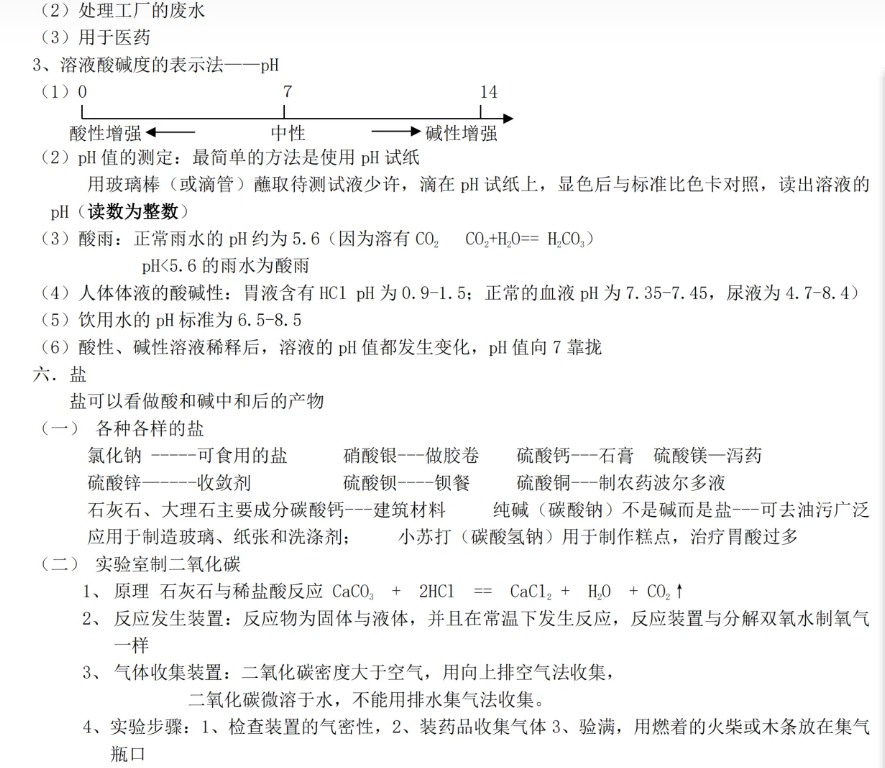 （2）处理工厂的废水
（3）用于医药
3、溶液酸碱度的表示法——pH
（1）0 7 14
酸性增强 中性 碱性增强
（2）pH值的测定：最简单的方法是使用pH试纸
用玻璃棒（或滴管）蘸取待测试液少许，滴在pH试纸上，显色后与标准比色卡对照，读出溶液的
pH（读数为整数）
（3）酸雨：正常雨水的pH约为5.6（因为溶有CO₂ CO₂+H₂O== H₂CO₃）
pH<5.6的雨水为酸雨
（4）人体体液的酸碱性：胃液含有HCl pH为0.9-1.5；正常的血液pH为7.35-7.45，尿液为4.7-8.4）
（5）饮用水的pH标准为6.5-8.5
（6）酸性、碱性溶液稀释后，溶液的pH值都发生变化，pH值向7靠拢
六．盐
盐可以看做酸和碱中和后的产物
（一） 各种各样的盐
氯化钠 -----可食用的盐 硝酸银---做胶卷 硫酸钙---石膏 硫酸镁—泻药
硫酸锌——----收敛剂 硫酸钡----钡餐 硫酸铜---制农药波尔多液
石灰石、大理石主要成分碳酸钙---建筑材料 纯碱（碳酸钠）不是碱而是盐---可去油污广泛
应用于制造玻璃、纸张和洗涤剂； 小苏打（碳酸氢钠）用于制作糕点，治疗胃酸过多
（二） 实验室制二氧化碳
1、 原理 石灰石与稀盐酸反应 CaCO₃ + 2HCl == CaCl₂ + H₂O + CO₂↑
2、 反应发生装置：反应物为固体与液体，并且在常温下发生反应，反应装置与分解双氧水制氧气
一样
3、 气体收集装置：二氧化碳密度大于空气，用向上排空气法收集，
二氧化碳微溶于水，不能用排水集气法收集。
4、实验步骤：1、检查装置的气密性，2、装药品收集气体3、验满，用燃着的火柴或木条放在集气
瓶口